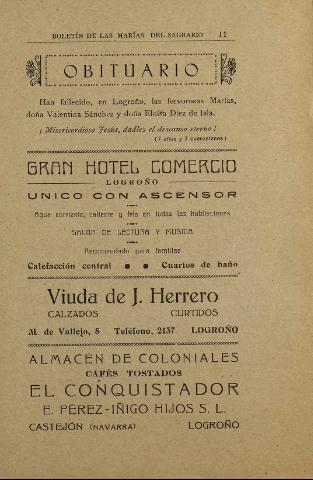 BOLETÍN DE LAS MARÍAS DEL SAGRARIO 11
OBITUARIO
Han fallecido, en Logroño, las fervorosas Marías,
doña Valentina Sánchez y doña Eloísa Díez de Isla.
¡Misericordioso Jesús, dadles el descanso eterno!
(7 años y 7 cuarentenas)
GRAN HOTEL COMERCIO
LOGROÑO
UNICO CON ASCENSOR
Agua corriente, caliente y fría en todas las habitaciones
SALON DE LECTURA Y MUSICA
Recomendado para familias
Calefacción central ● ● Cuartos de baño
Viuda de J. Herrero
CALZADOS CURTIDOS
M. de Vallejo, 8 Teléfono, 2137 LOGROÑO
ALMACÉN DE COLONIALES
CAFÉS TOSTADOS
EL CONQUISTADOR
E. PÉREZ-IÑIGO HIJOS S. L.
CASTEJÓN (NAVARRA) LOGROÑO